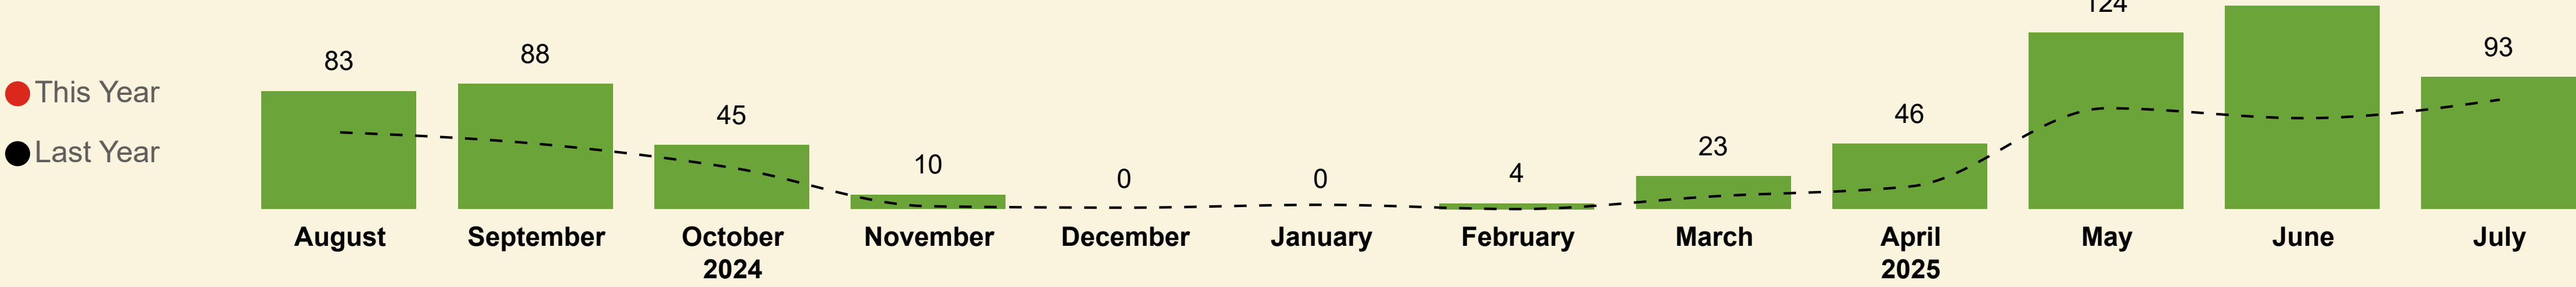 124
83
88
45
10
0
0
4
23
46
93
This Year
Last Year
August
September
October
November
December
January
February
March
April
May
June
July
2024
2025